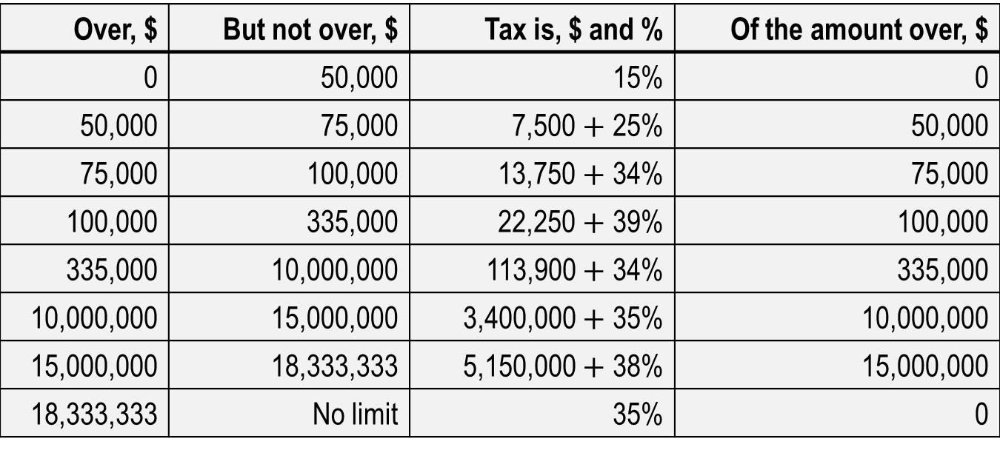 Over, $ But not over, $ Tax is, $ and % Of the amount over, $
0 50,000 15% 0
50,000 75,000 7,500 + 25% 50,000
75,000 100,000 13,750 + 34% 75,000
100,000 335,000 22,250 + 39% 100,000
335,000 10,000,000 113,900 + 34% 335,000
10,000,000 15,000,000 3,400,000 + 35% 10,000,000
15,000,000 18,333,333 5,150,000 + 38% 15,000,000
18,333,333 No limit 35% 0